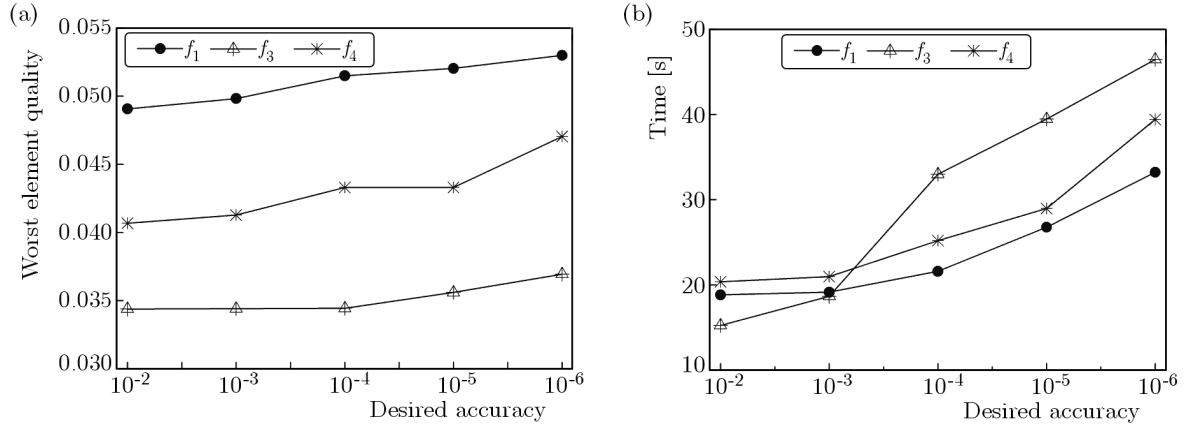 (a)
0.055
0.050
0.045
0.040
0.035
0.030
Worst element quality
f₁ f₃ f₄
10⁻² 10⁻³ 10⁻⁴ 10⁻⁵ 10⁻⁶
Desired accuracy
(b)
50
40
30
20
10
Time [s]
f₁ f₃ f₄
10⁻² 10⁻³ 10⁻⁴ 10⁻⁵ 10⁻⁶
Desired accuracy